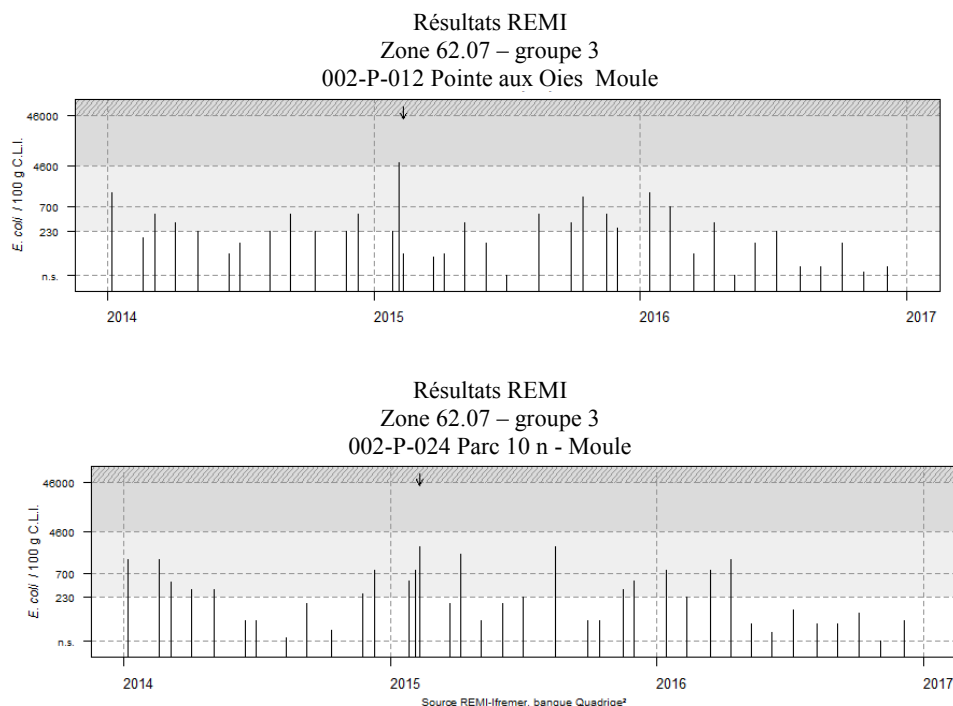 Résultats REMI
Zone 62.07 – groupe 3
002-P-012 Pointe aux Oies Moule
E. coli / 100 g C.L.I.
46000
4600
700
230
n.s.
2014 2015 2016 2017
Résultats REMI
Zone 62.07 – groupe 3
002-P-024 Parc 10 n - Moule
E. coli / 100 g C.L.I.
46000
4600
700
230
n.s.
2014 2015 2016 2017
Source REMI-Ifremer, banque Quadrige²